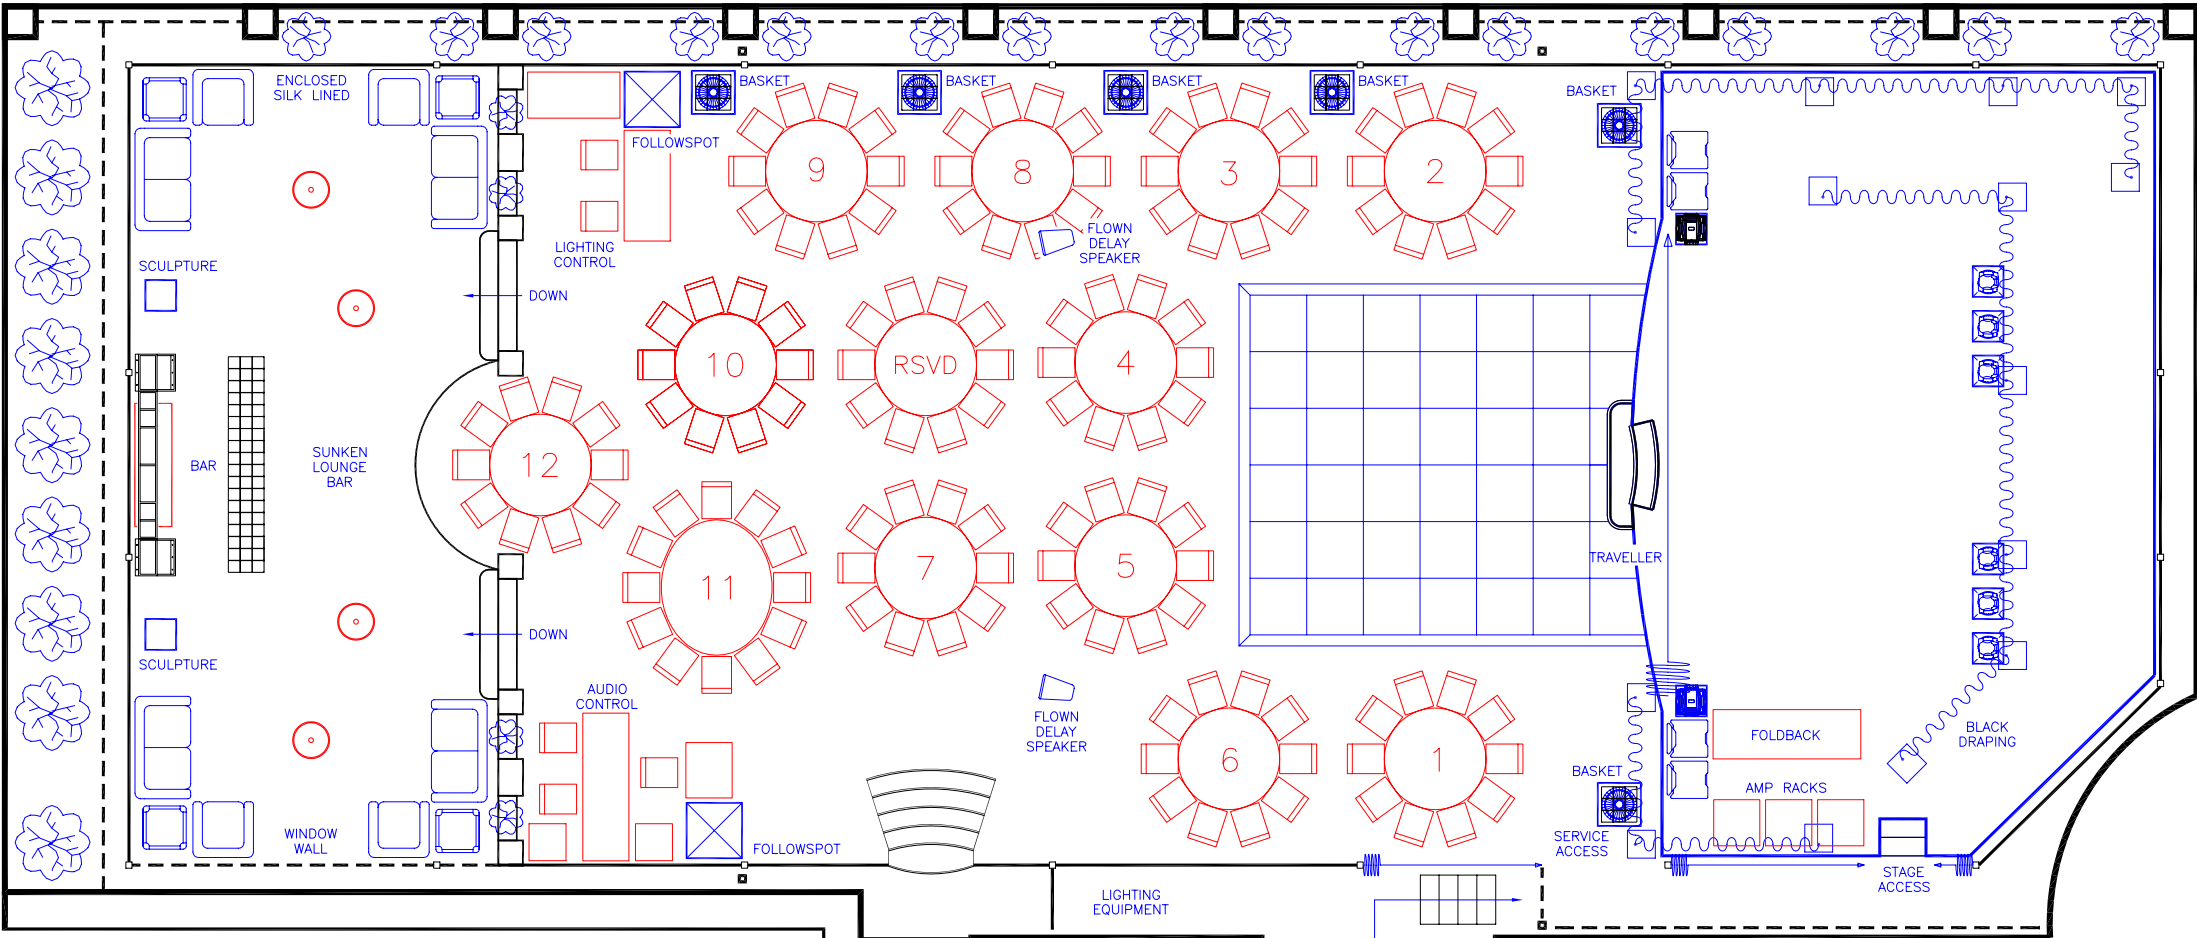 ENCLOSED
SILK LINED
BASKET
BASKET
BASKET
BASKET
BASKET
FOLLOWSPOT
9
8
3
2
LIGHTING
CONTROL
FLOWN
DELAY
SPEAKER
SCULPTURE
DOWN
10
RSVD
4
BAR
SUNKEN
LOUNGE
BAR
12
TRAVELLER
11
7
5
DOWN
SCULPTURE
AUDIO
CONTROL
FLOWN
DELAY
SPEAKER
6
1
FOLDBACK
BLACK
DRAPING
BASKET
AMP RACKS
WINDOW
WALL
FOLLOWSPOT
SERVICE
ACCESS
STAGE
ACCESS
LIGHTING
EQUIPMENT